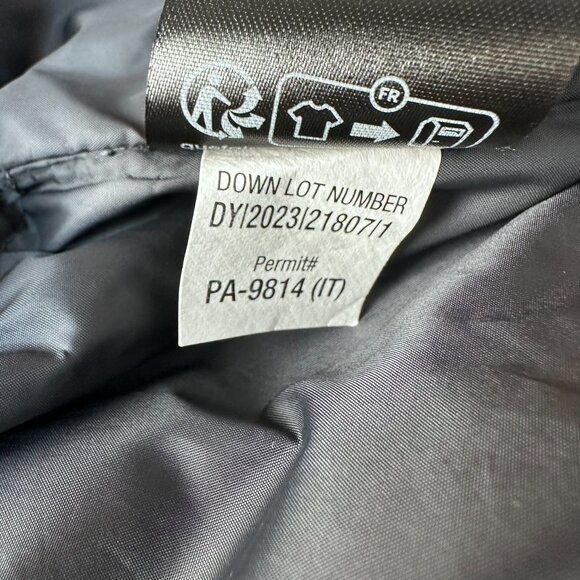 FR
DOWN LOT NUMBER
DY|2023|21807|1
Permit#
PA-9814 (IT)